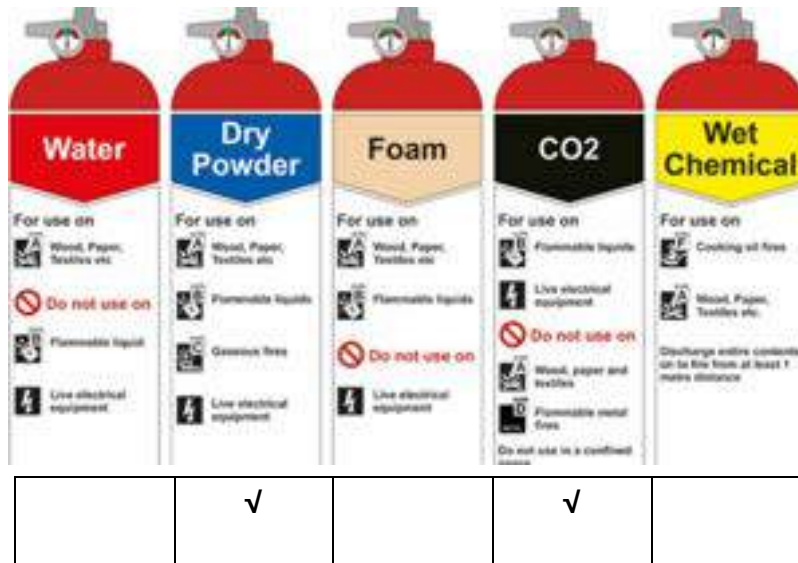 Water
For use on
Wood, Paper,
Textiles etc
Do not use on
Flammable liquid
Live electrical
equipment
Dry
Powder
For use on
Wood, Paper,
Textiles etc
Flammable liquids
Gaseous fires
Live electrical
equipment
Foam
For use on
Wood, Paper,
Textiles etc
Flammable liquids
Do not use on
Live electrical
equipment
CO2
For use on
Flammable liquids
Live electrical
equipment
Do not use on
Wood, paper and
textiles
Flammable metal
fires
Do not use in a confined
Wet
Chemical
For use on
Cooking oil fires
Wood, Paper,
Textiles etc.
Discharge entire contents
on to fire from at least 1
metre distance
√
√